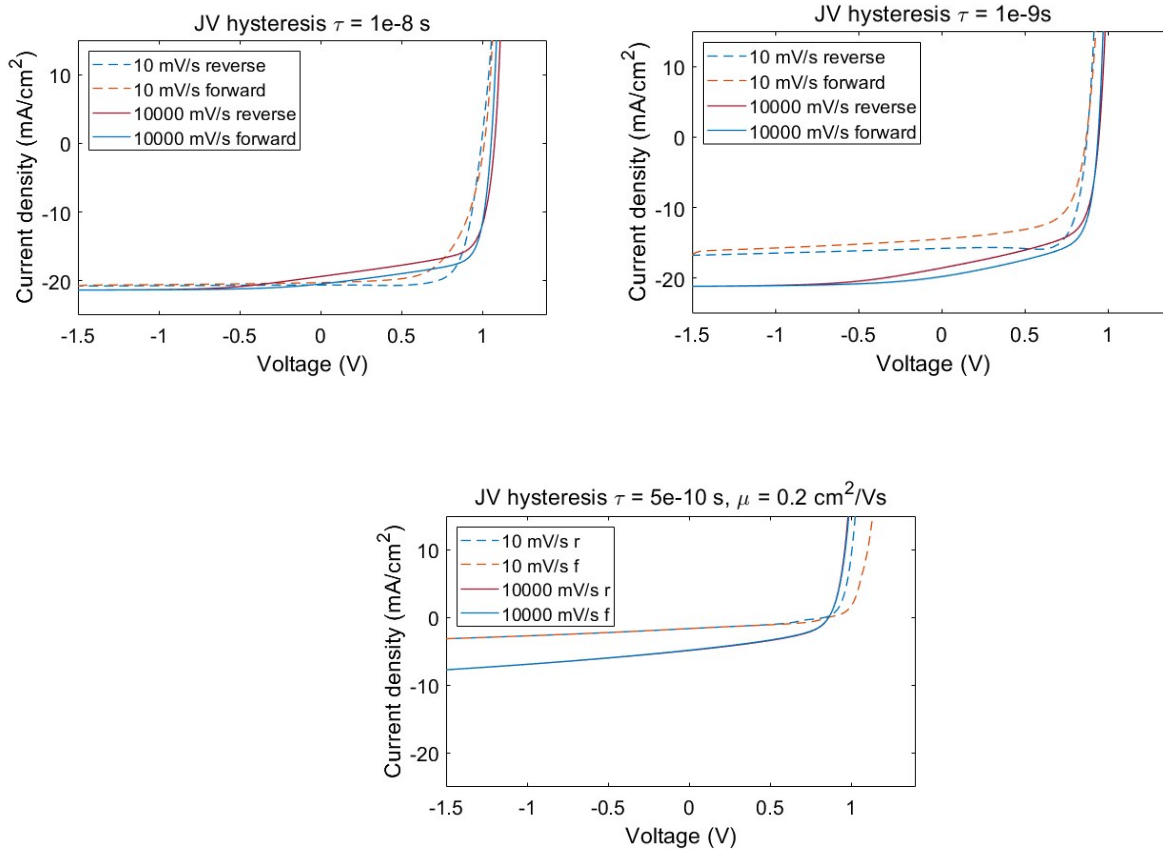 JV hysteresis τ = 1e-8 s
Current density (mA/cm²)
10
0
-10
-20
10 mV/s reverse
10 mV/s forward
10000 mV/s reverse
10000 mV/s forward
-1.5 -1 -0.5 0 0.5 1
Voltage (V)
JV hysteresis τ = 1e-9s
Current density (mA/cm²)
10
0
-10
-20
10 mV/s reverse
10 mV/s forward
10000 mV/s reverse
10000 mV/s forward
-1.5 -1 -0.5 0 0.5 1
Voltage (V)
JV hysteresis τ = 5e-10 s, μ = 0.2 cm²/Vs
Current density (mA/cm²)
10
0
-10
-20
10 mV/s r
10 mV/s f
10000 mV/s r
10000 mV/s f
-1.5 -1 -0.5 0 0.5 1
Voltage (V)